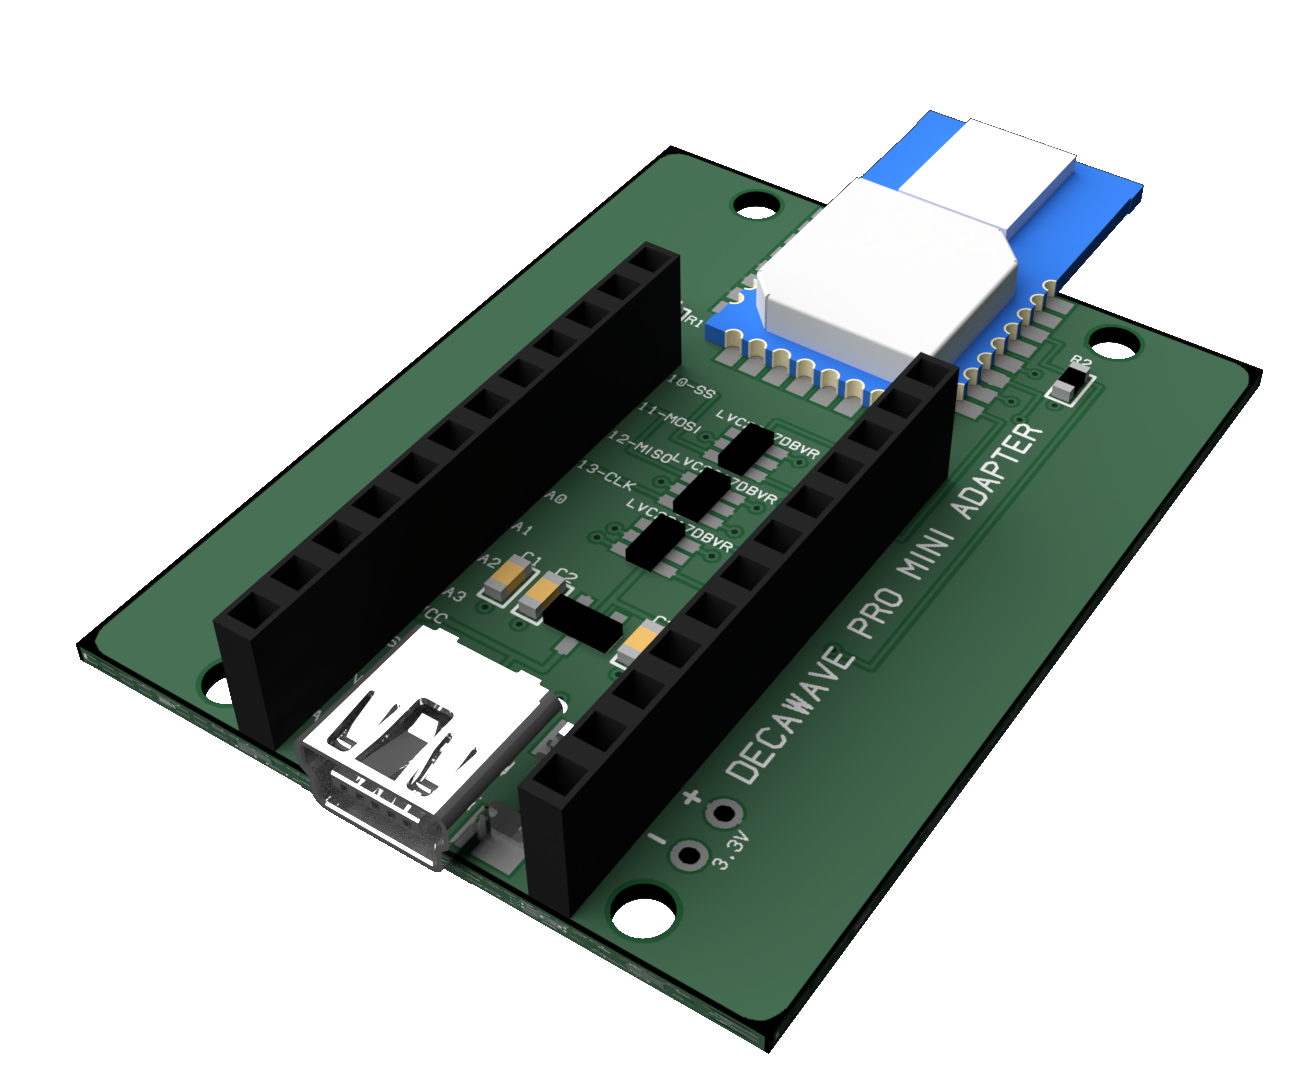 R1
10-SS
11-MOSI
12-MISO
13-CLK
A0
A1
A2
A3
C1
C2
R2
DECAWAVE PRO MINI ADAPTER
+
-
3.3V